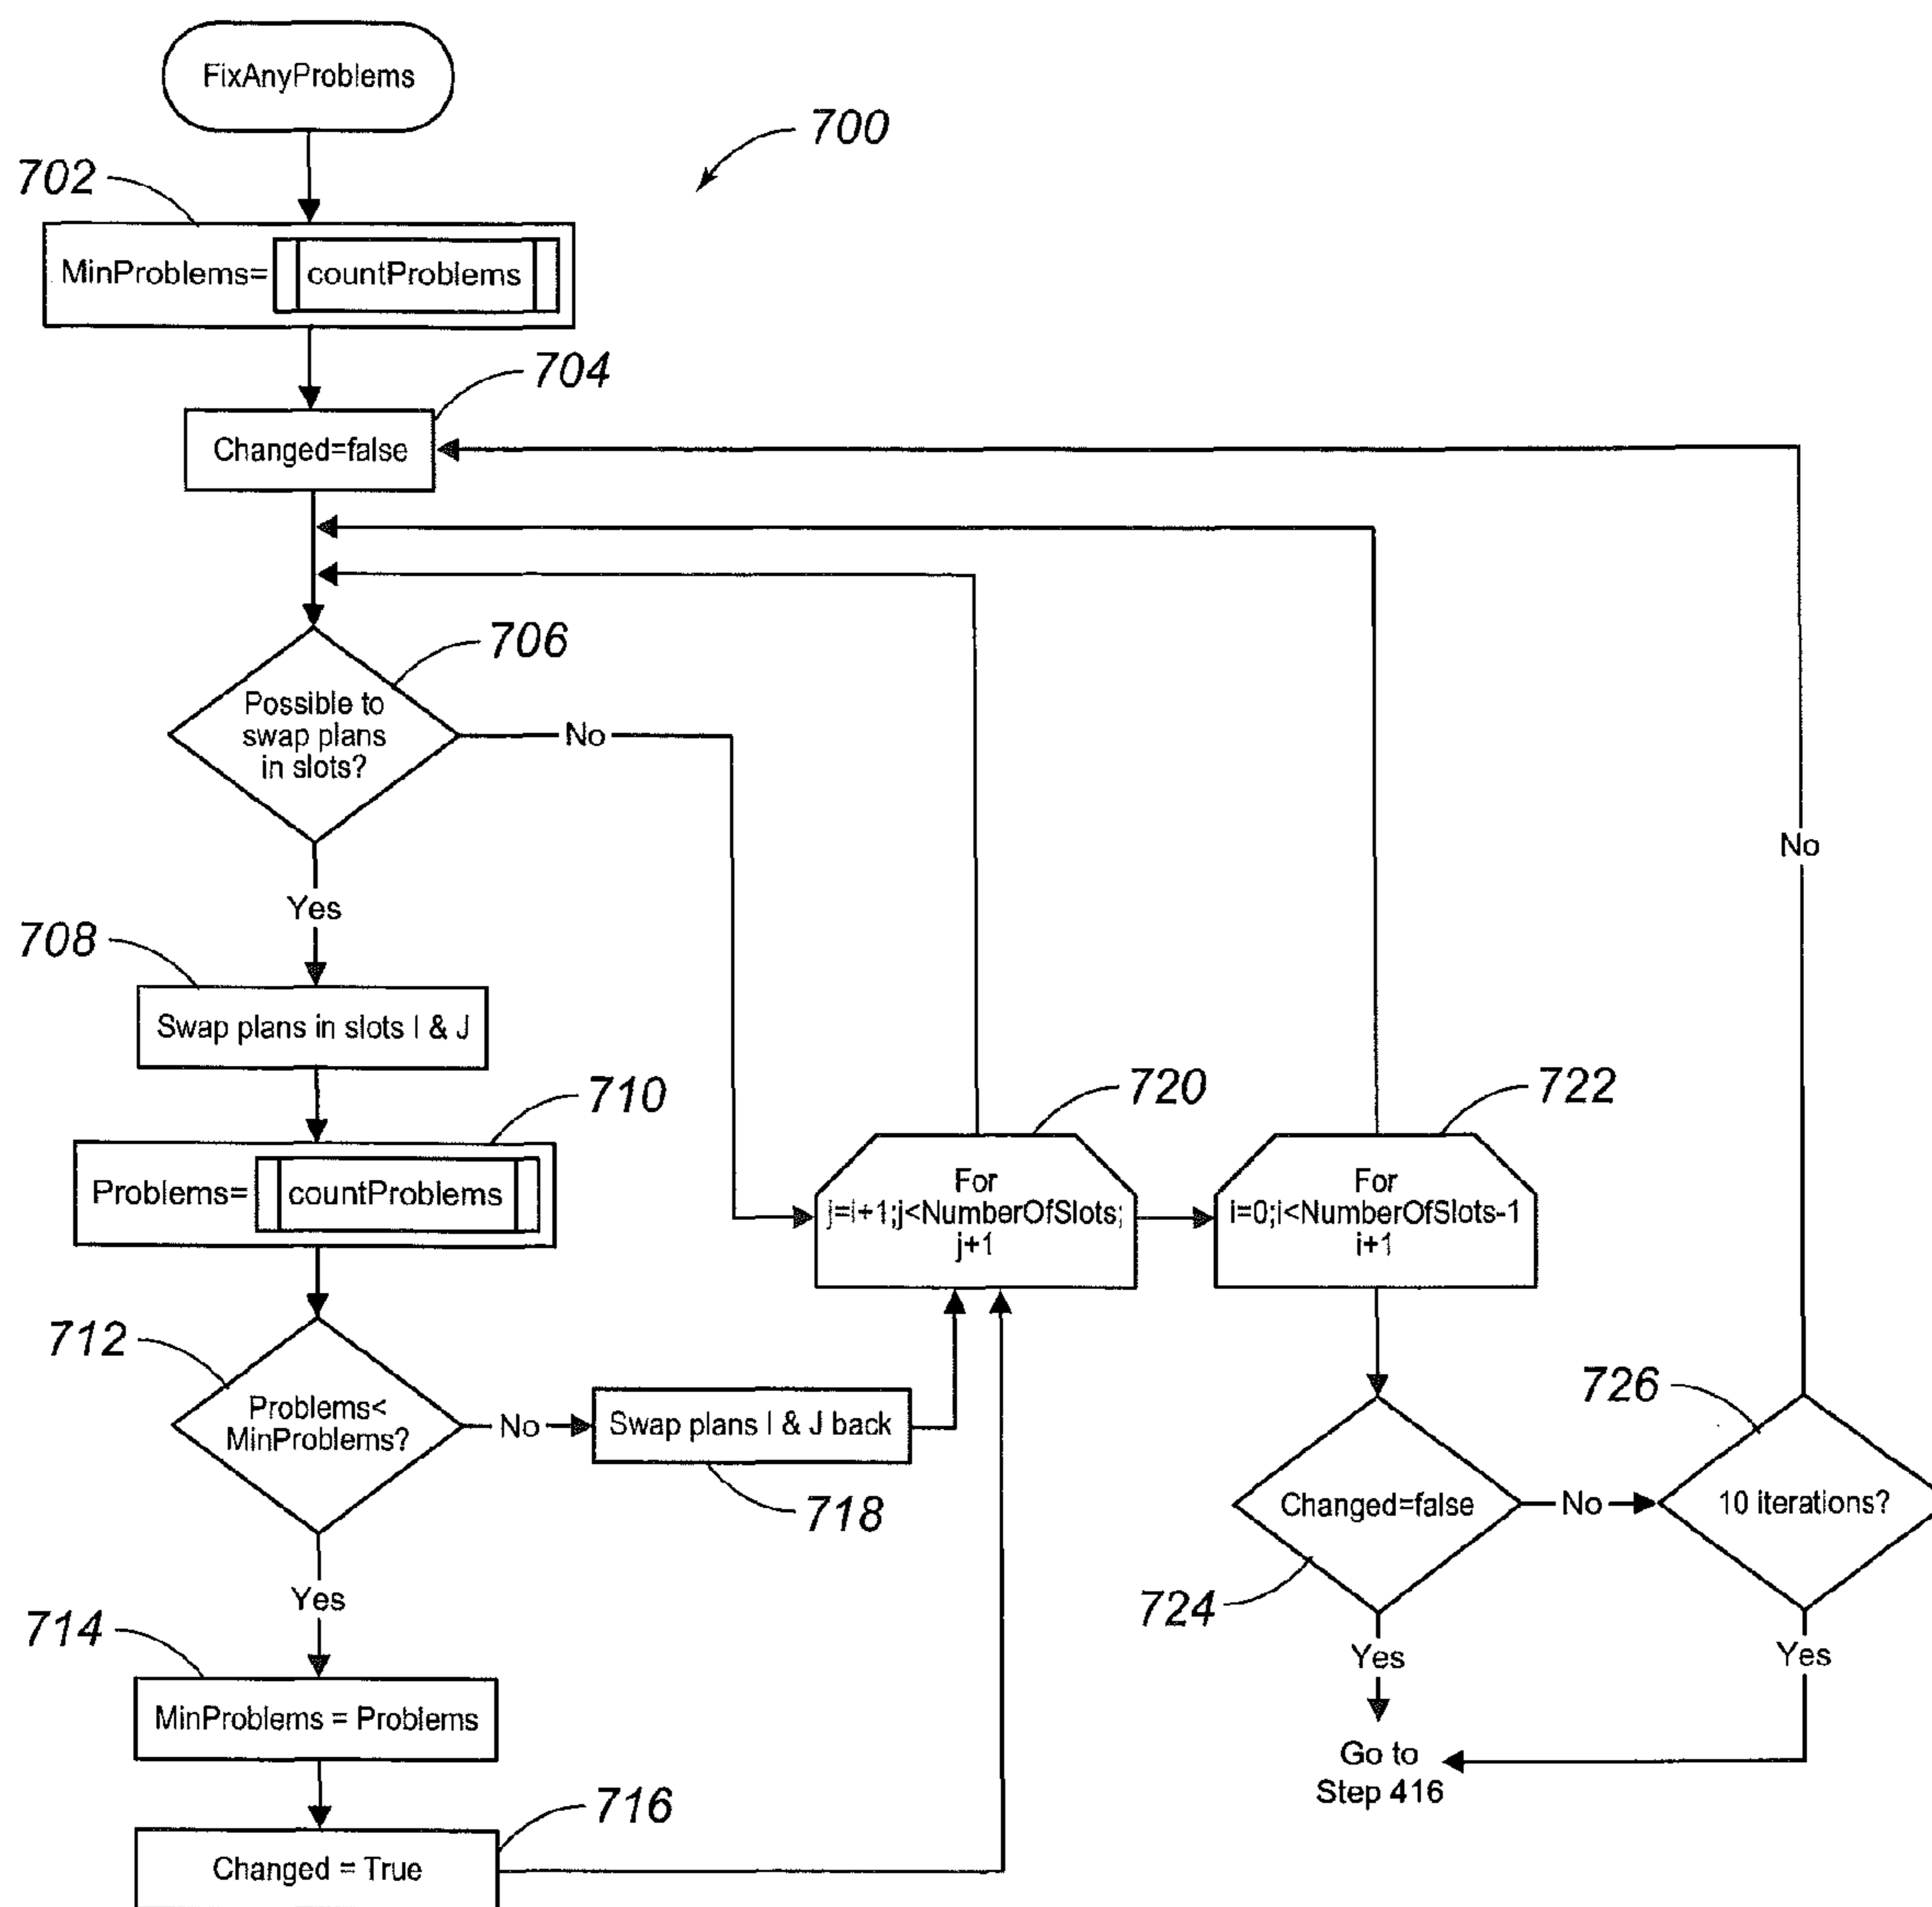 FixAnyProblems
700
702
MinProblems= countProblems
704
Changed=false
706
Possible to
swap plans
in slots?
No
No
Yes
708
Swap plans in slots I & J
710
Problems= countProblems
720
For
j=i+1;j<NumberOfSlots;
j+1
722
For
i=0;i<NumberOfSlots-1
i+1
712
Problems<
MinProblems?
No
Swap plans I & J back
718
726
Changed=false
No
10 iterations?
724
Yes
714
Yes
Yes
MinProblems = Problems
Go to
Step 416
716
Changed = True